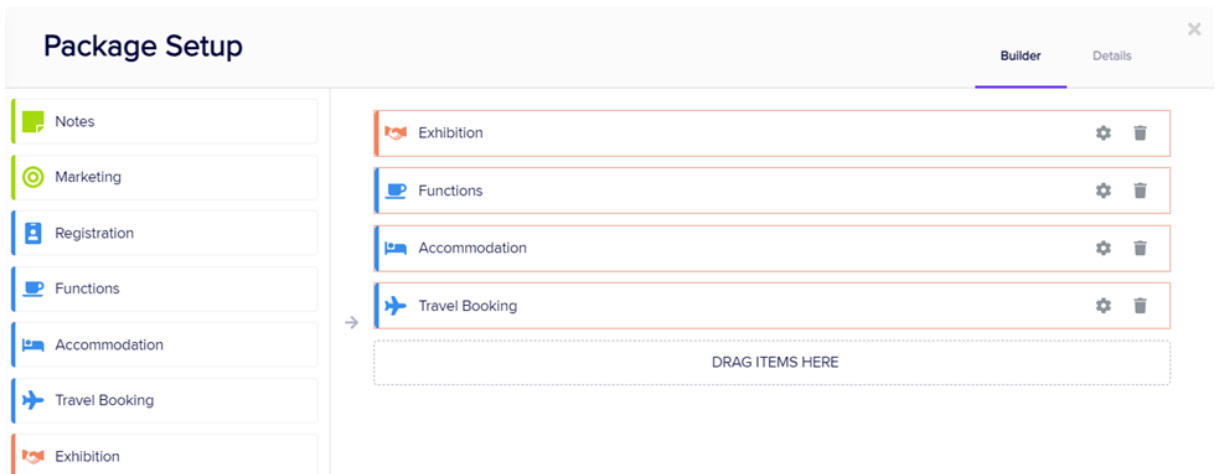 Package Setup
Builder
Details
Notes
Marketing
Registration
Functions
Accommodation
Travel Booking
Exhibition
Exhibition
Functions
Accommodation
Travel Booking
DRAG ITEMS HERE